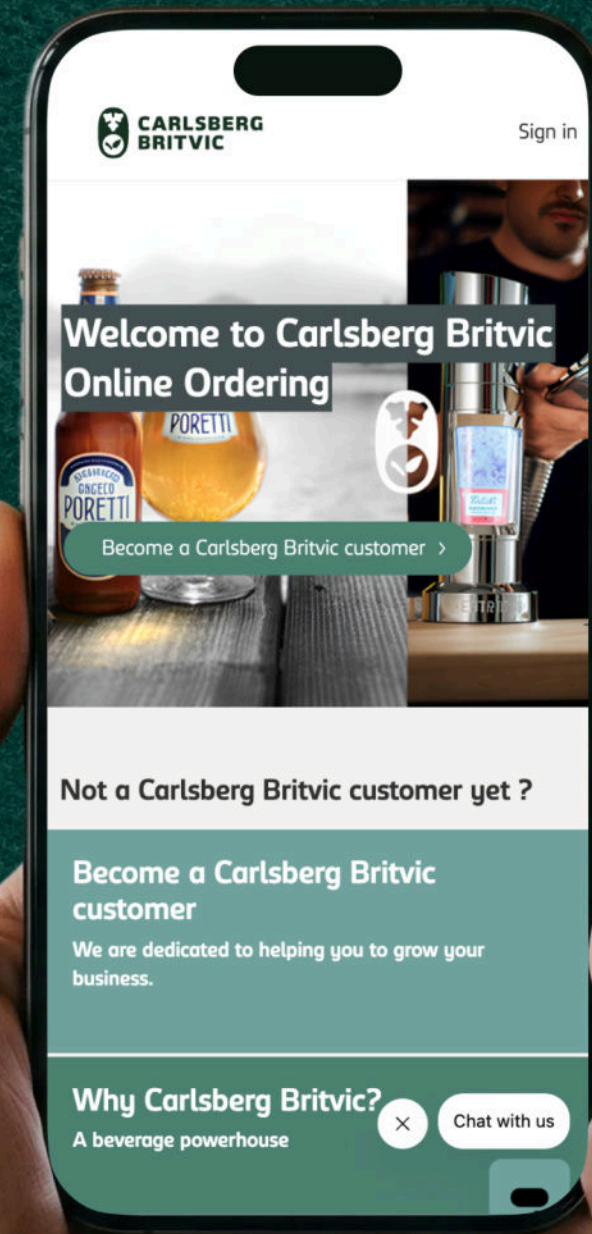 CARLSBERG
BRITVIC
Sign in
Welcome to Carlsberg Britvic
Online Ordering
PORETTI
ANGELO
PORETTI
Become a Carlsberg Britvic customer >
Not a Carlsberg Britvic customer yet ?
Become a Carlsberg Britvic
customer
We are dedicated to helping you to grow your
business.
Why Carlsberg Britvic?
A beverage powerhouse
Chat with us